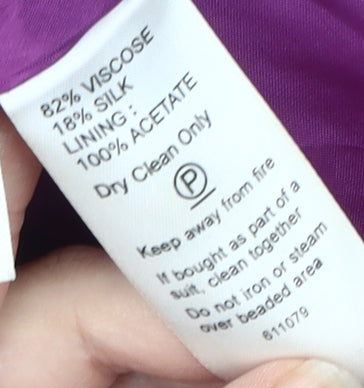 82% VISCOSE
18% SILK
LINING :
100% ACETATE
Dry Clean Only
P
Keep away from fire
If bought as part of a
suit, clean together
Do not iron or steam
over beaded area
611079